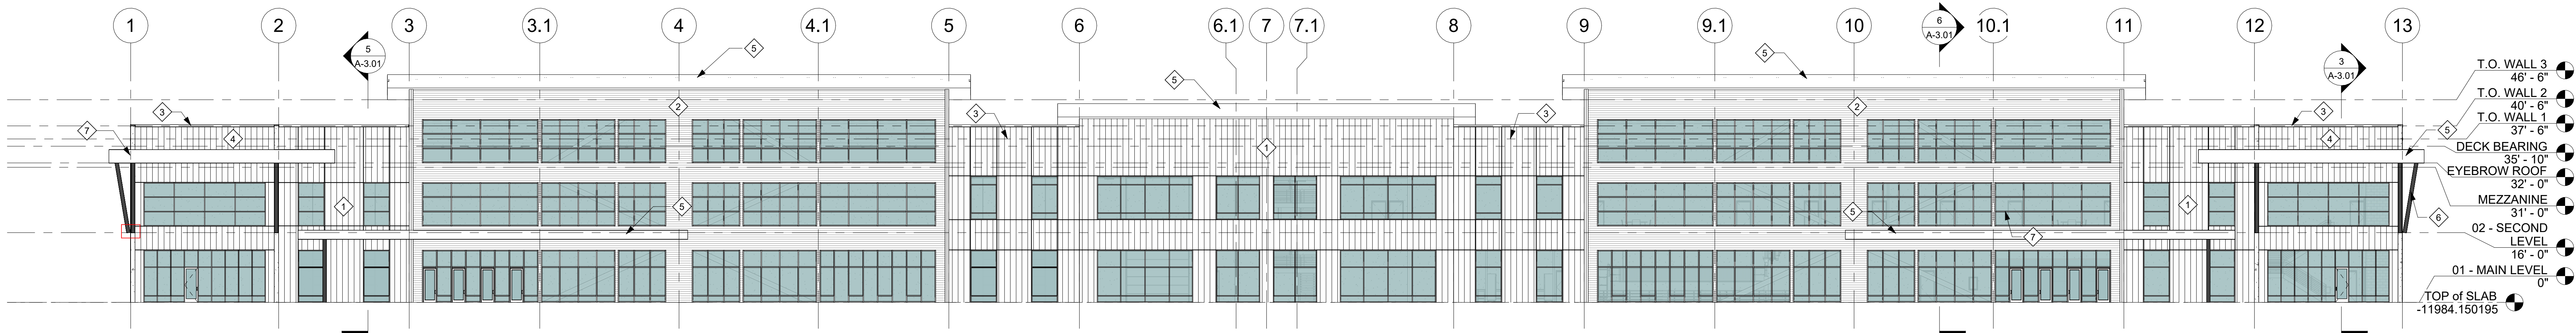 1
2
3
3.1
4
4.1
5
6
6.1
7
7.1
8
9
9.1
10
10.1
11
12
13
5
A-3.01
6
A-3.01
3
A-3.01
5
5
5
5
2
2
3
3
3
3
4
4
7
1
1
1
5
5
7
6
T.O. WALL 3
46' - 6"
T.O. WALL 2
40' - 6"
T.O. WALL 1
37' - 6"
DECK BEARING
35' - 10"
EYEBROW ROOF
32' - 0"
MEZZANINE
31' - 0"
02 - SECOND
LEVEL
16' - 0"
01 - MAIN LEVEL
0"
TOP of SLAB
-11984.150195